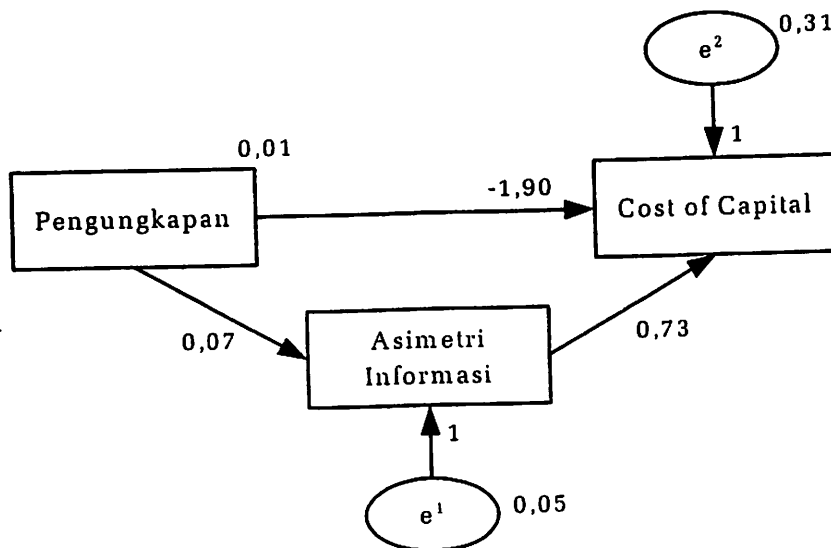 e² 0,31
1
0,01
-1,90
Pengungkapan
Cost of Capital
0,07
0,73
Asimetri
Informasi
1
e¹ 0,05